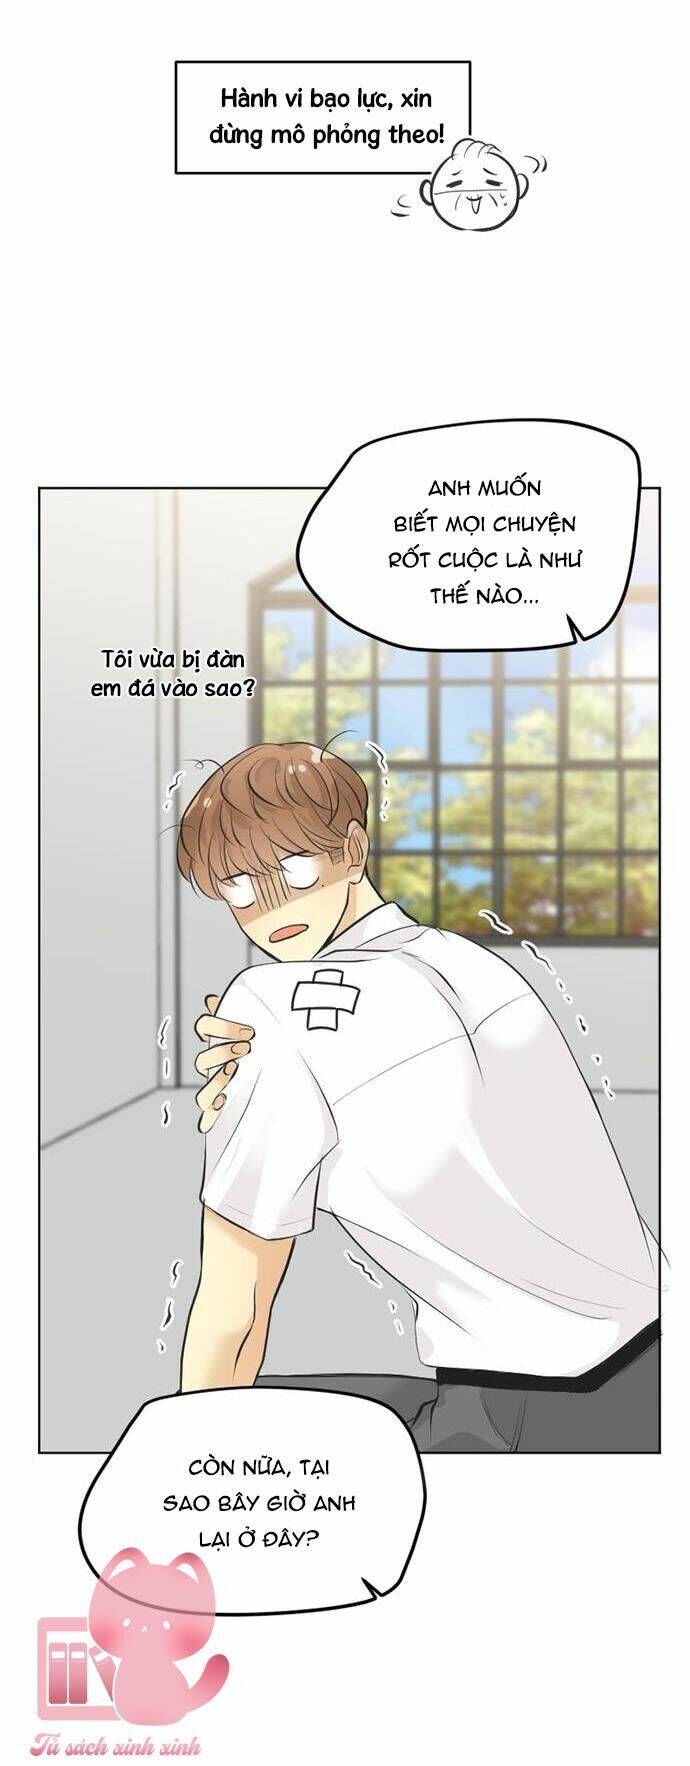 Hành vi bạo lực, xin
đừng mô phỏng theo!
ANH MUỐN
BIẾT MỌI CHUYỆN
RỐT CUỘC LÀ NHƯ
THẾ NÀO...
Tôi vừa bị đàn
em đá vào sao?
CÒN NỮA, TẠI
SAO BÂY GIỜ ANH
LẠI Ở ĐÂY?
Tủ sách xinh xinh